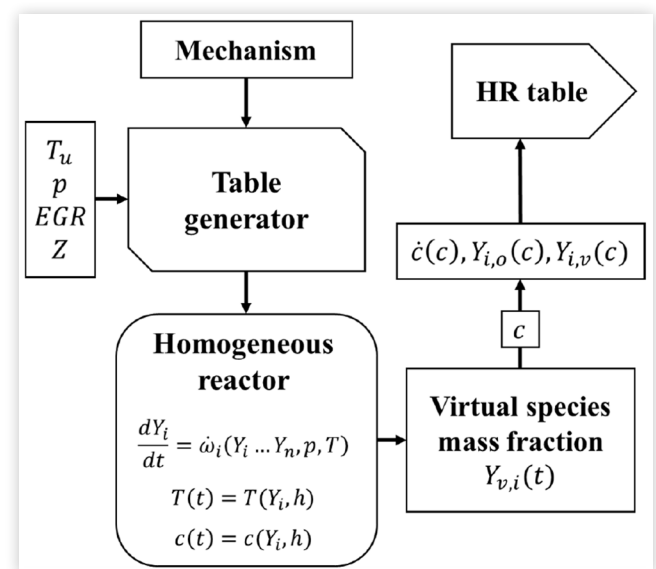 Mechanism
HR table
T_u
p
EGR
Z
Table
generator
ċ(c), Y_{i,o}(c), Y_{i,v}(c)
c
Homogeneous
reactor
dY_i/dt = ω̇_i(Y_i … Y_n, p, T)
T(t) = T(Y_i, h)
c(t) = c(Y_i, h)
Virtual species
mass fraction
Y_{v,i}(t)